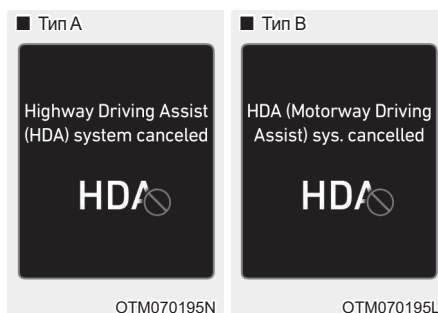 ■ Тип A
Highway Driving Assist
(HDA) system canceled
HDA
OTM070195N
■ Тип B
HDA (Motorway Driving
Assist) sys. cancelled
HDA
OTM070195L